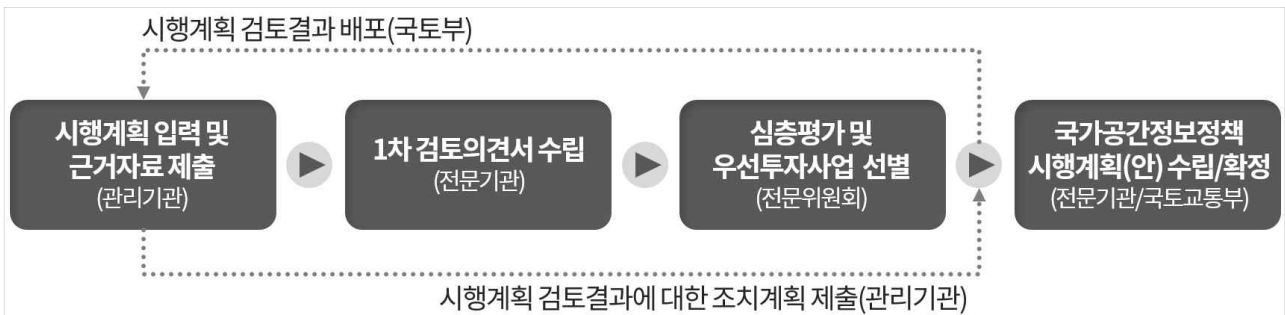 시행계획 검토결과 배포(국토부)
시행계획 입력 및
근거자료 제출
(관리기관)
1차 검토의견서 수립
(전문기관)
심층평가 및
우선투자사업 선별
(전문위원회)
국가공간정보정책
시행계획(안) 수립/확정
(전문기관/국토교통부)
시행계획 검토결과에 대한 조치계획 제출(관리기관)